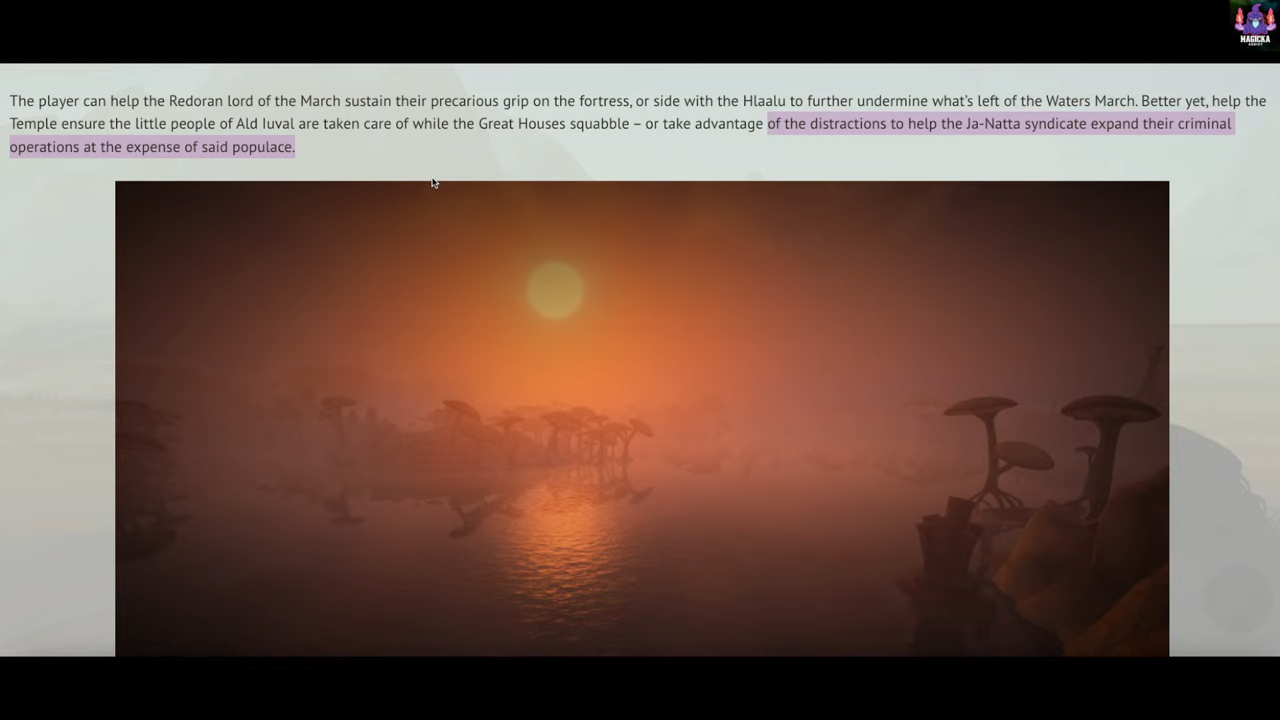 MAGICKA
ADDICT
The player can help the Redoran lord of the March sustain their precarious grip on the fortress, or side with the Hlaalu to further undermine what's left of the Waters March. Better yet, help the
Temple ensure the little people of Ald Iuval are taken care of while the Great Houses squabble – or take advantage of the distractions to help the Ja-Natta syndicate expand their criminal
operations at the expense of said populace.